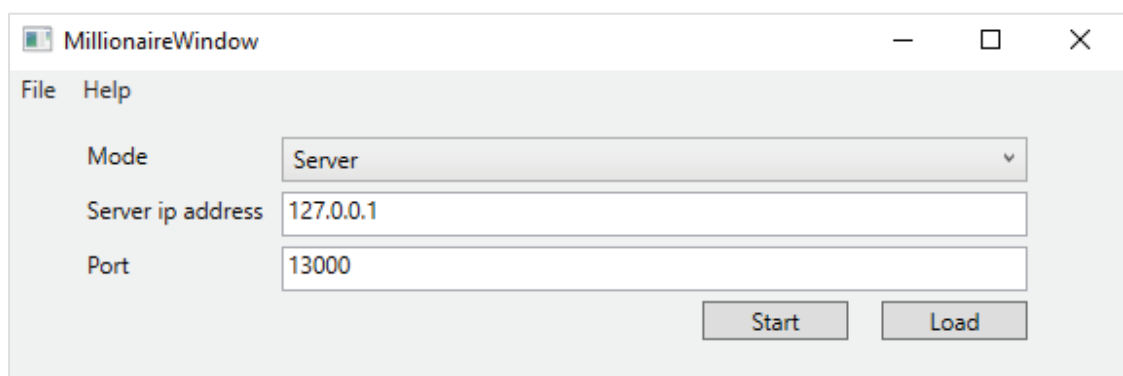 MillionaireWindow
File Help
Mode Server
Server ip address 127.0.0.1
Port 13000
Start Load